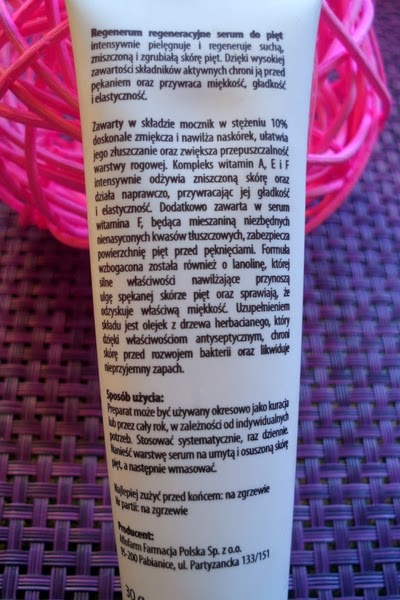 Regenerum regeneracyjne serum do pięt
intensywnie pielęgnuje i regeneruje suchą,
zniszczoną i zgrubiałą skórę pięt. Dzięki wysokiej
zawartości składników aktywnych chroni ją przed
pękaniem oraz przywraca miękkość, gładkość
i elastyczność.
Zawarty w składzie mocznik w stężeniu 10%
doskonale zmiękcza i nawilża naskórek, ułatwia
jego złuszczanie oraz zwiększa przepuszczalność
warstwy rogowej. Kompleks witamin A, E i F
intensywnie odżywia zniszczoną skórę oraz
działa naprawczo, przywracając jej gładkość
i elastyczność. Dodatkowo zawarta w serum
witamina F, będąca mieszaniną niezbędnych
nienasyconych kwasów tłuszczowych, zabezpiecza
powierzchnię pięt przed pęknięciami. Formuła
wzbogacona została również o lanolinę, której
silne właściwości nawilżające przynoszą
ulgę spękanej skórze pięt oraz sprawiają, że
odzyskuje właściwą miękkość. Uzupełnieniem
składu jest olejek z drzewa herbacianego, który
dzięki właściwościom antyseptycznym, chroni
skórę przed rozwojem bakterii oraz likwiduje
nieprzyjemny zapach.
Sposób użycia:
Preparat może być używany okresowo jako kuracja
lub przez cały rok, w zależności od indywidualnych
potrzeb. Stosować systematycznie, raz dziennie.
Nanieść warstwę serum na umytą i osuszoną skórę
pięt, a następnie wmasować.
Najlepiej zużyć przed końcem: na zgrzewie
Nr partii: na zgrzewie
Producent:
Aflofarm Farmacja Polska Sp. z o.o.
95-200 Pabianice, ul. Partyzancka 133/151
30 g